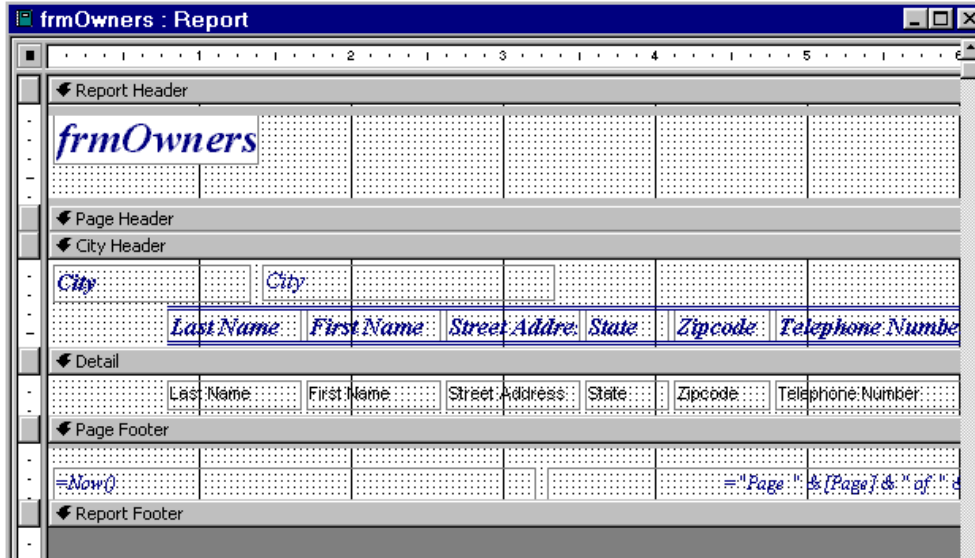 frmOwners : Report
1 2 3 4 5 6
Report Header
frmOwners
Page Header
City Header
City City
Last Name First Name Street Addre: State Zipcode Telephone Numbe
Detail
Last Name First Name Street Address State Zipcode Telephone Number
Page Footer
=Now() ="Page " & [Page] & " of " &
Report Footer